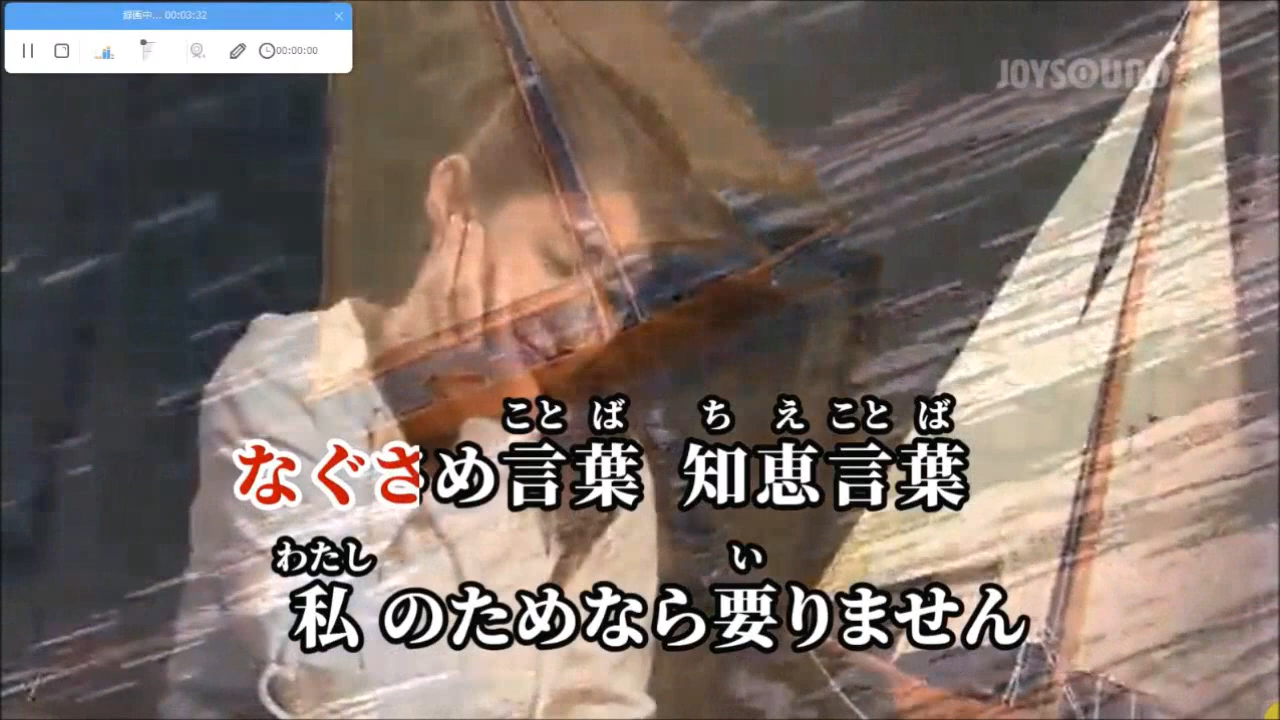 録画中... 00:03:32
00:00:00
JOYSOUND
ことば ちえことば
なぐさめ言葉 知恵言葉
わたし い
私のためなら要りません